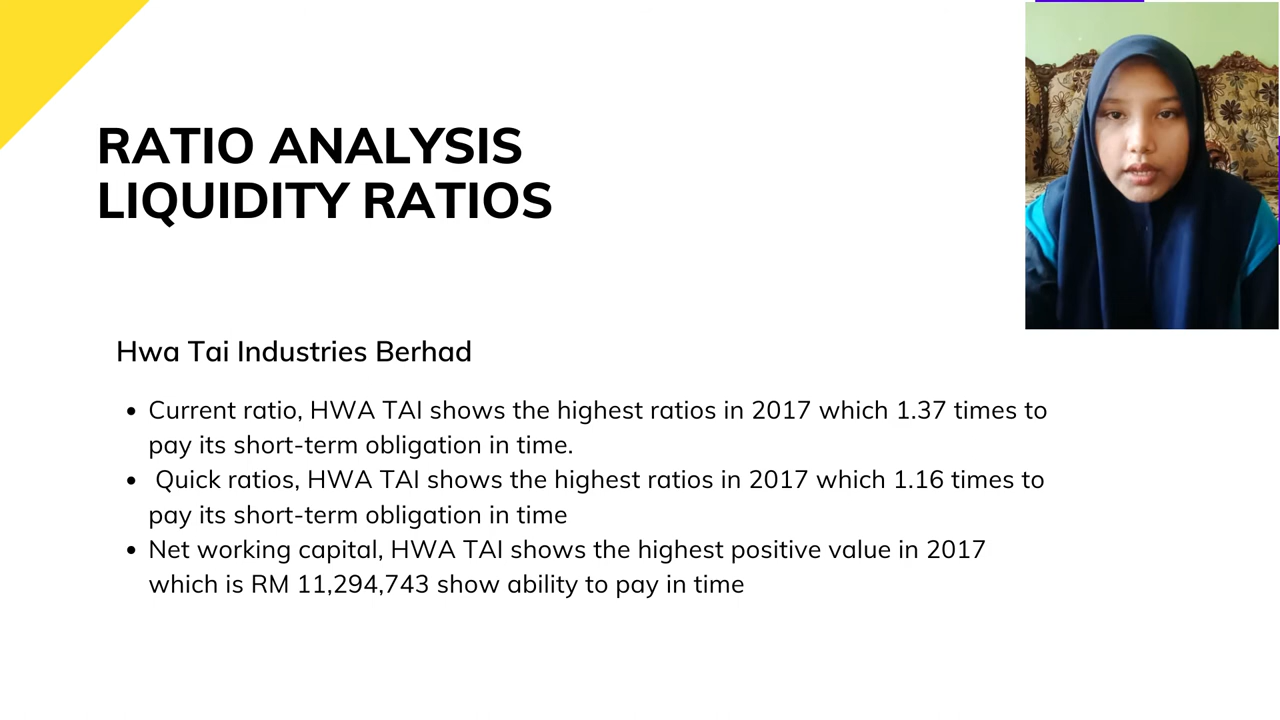 RATIO ANALYSIS
LIQUIDITY RATIOS
Hwa Tai Industries Berhad
• Current ratio, HWA TAI shows the highest ratios in 2017 which 1.37 times to
pay its short-term obligation in time.
• Quick ratios, HWA TAI shows the highest ratios in 2017 which 1.16 times to
pay its short-term obligation in time
• Net working capital, HWA TAI shows the highest positive value in 2017
which is RM 11,294,743 show ability to pay in time